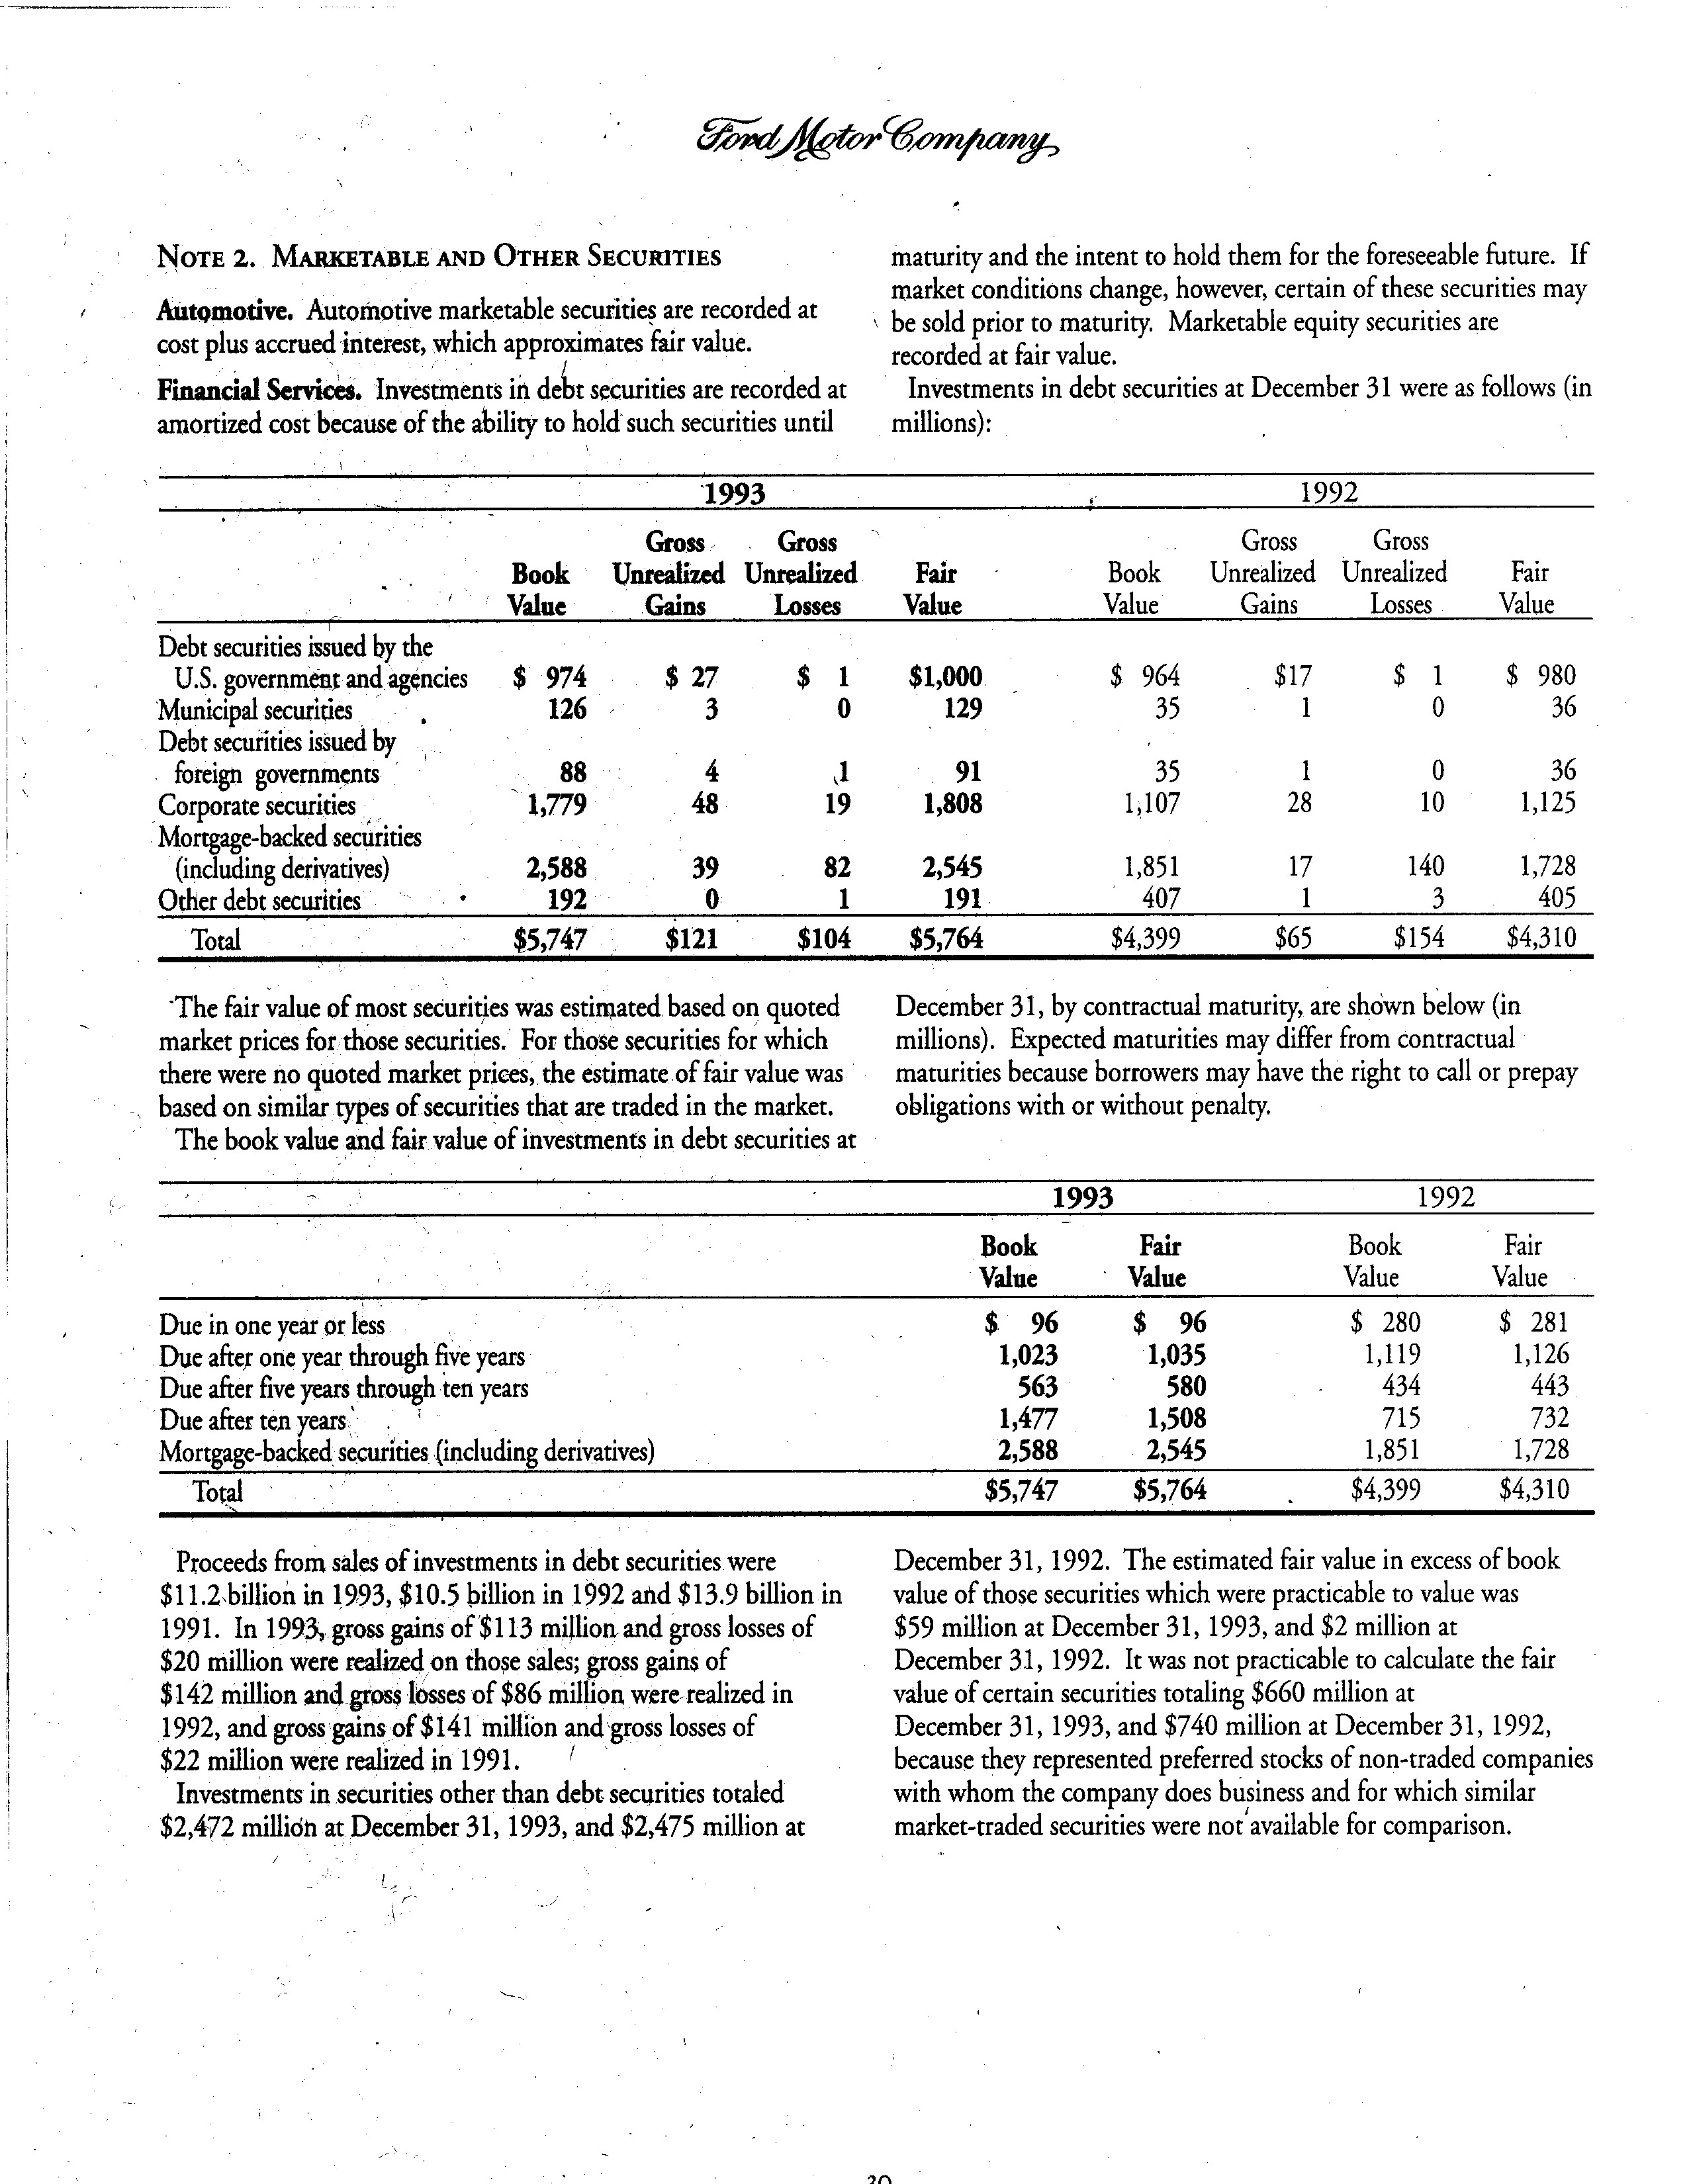 Ford Motor Company
NOTE 2. MARKETABLE AND OTHER SECURITIES
Automotive. Automotive marketable securities are recorded at
cost plus accrued interest, which approximates fair value.
Financial Services. Investments in debt securities are recorded at
amortized cost because of the ability to hold such securities until
maturity and the intent to hold them for the foreseeable future. If
market conditions change, however, certain of these securities may
be sold prior to maturity. Marketable equity securities are
recorded at fair value.
Investments in debt securities at December 31 were as follows (in
millions):
1993 1992
Gross Gross Gross Gross
Book Unrealized Unrealized Fair Book Unrealized Unrealized Fair
Value Gains Losses Value Value Gains Losses Value
Debt securities issued by the
U.S. government and agencies $ 974 $ 27 $ 1 $1,000 $ 964 $17 $ 1 $ 980
Municipal securities 126 3 0 129 35 1 0 36
Debt securities issued by
foreign governments 88 4 1 91 35 1 0 36
Corporate securities 1,779 48 19 1,808 1,107 28 10 1,125
Mortgage-backed securities
(including derivatives) 2,588 39 82 2,545 1,851 17 140 1,728
Other debt securities 192 0 1 191 407 1 3 405
Total $5,747 $121 $104 $5,764 $4,399 $65 $154 $4,310
The fair value of most securities was estimated based on quoted
market prices for those securities. For those securities for which
there were no quoted market prices, the estimate of fair value was
based on similar types of securities that are traded in the market.
The book value and fair value of investments in debt securities at
December 31, by contractual maturity, are shown below (in
millions). Expected maturities may differ from contractual
maturities because borrowers may have the right to call or prepay
obligations with or without penalty.
1993 1992
Book Fair Book Fair
Value Value Value Value
Due in one year or less $ 96 $ 96 $ 280 $ 281
Due after one year through five years 1,023 1,035 1,119 1,126
Due after five years through ten years 563 580 434 443
Due after ten years 1,477 1,508 715 732
Mortgage-backed securities (including derivatives) 2,588 2,545 1,851 1,728
Total $5,747 $5,764 $4,399 $4,310
Proceeds from sales of investments in debt securities were
$11.2 billion in 1993, $10.5 billion in 1992 and $13.9 billion in
1991. In 1993, gross gains of $113 million and gross losses of
$20 million were realized on those sales; gross gains of
$142 million and gross losses of $86 million were realized in
1992, and gross gains of $141 million and gross losses of
$22 million were realized in 1991.
Investments in securities other than debt securities totaled
$2,472 million at December 31, 1993, and $2,475 million at
December 31, 1992. The estimated fair value in excess of book
value of those securities which were practicable to value was
$59 million at December 31, 1993, and $2 million at
December 31, 1992. It was not practicable to calculate the fair
value of certain securities totaling $660 million at
December 31, 1993, and $740 million at December 31, 1992,
because they represented preferred stocks of non-traded companies
with whom the company does business and for which similar
market-traded securities were not available for comparison.